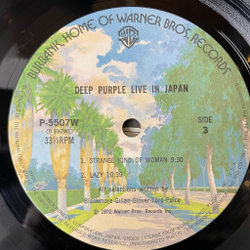 BURBANK, HOME OF WARNER BROS. RECORDS
DEEP PURPLE LIVE IN JAPAN
P-5507W
33⅓RPM
SIDE
3
1. STRANGE KIND OF WOMAN 9:30
2. LAZY 10:39
All selections written by
Blackmore-Gillan-Glover-Lord-Paice
℗ 1972 Warner Bros. Records Inc.